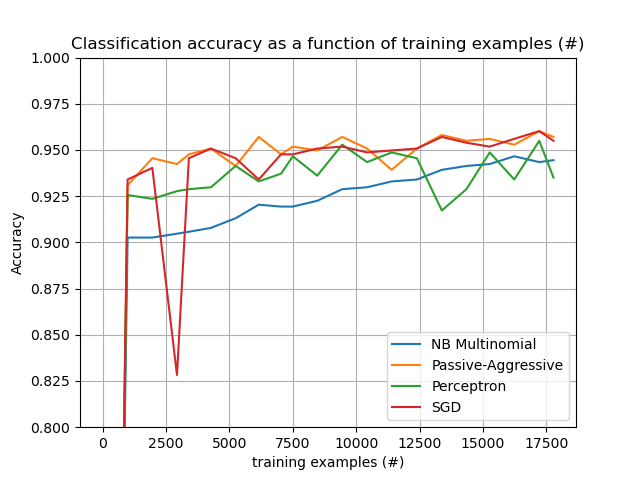 Classification accuracy as a function of training examples (#)
1.000
0.975
0.950
0.925
0.900
0.875
0.850
0.825
0.800
Accuracy
NB Multinomial
Passive-Aggressive
Perceptron
SGD
0 2500 5000 7500 10000 12500 15000 17500
training examples (#)